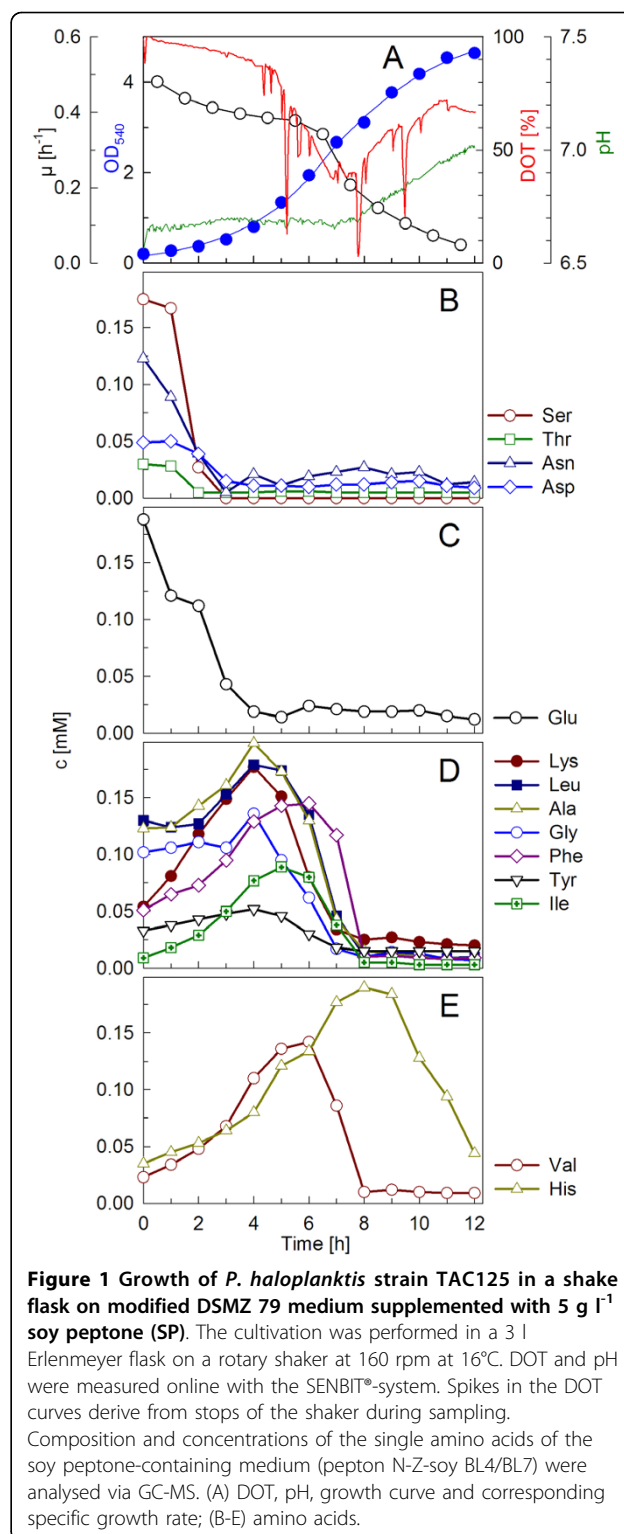 0.6
0.4
0.2
0.0
µ [h-1]
4
2
0
OD540
A
100
50
0
DOT [%]
7.5
7.0
6.5
pH
B
0.15
0.10
0.05
0.00
Ser
Thr
Asn
Asp
C
0.15
0.10
0.05
0.00
Glu
c [mM]
D
0.15
0.10
0.05
0.00
Lys
Leu
Ala
Gly
Phe
Tyr
Ile
E
0.15
0.10
0.05
0.00
Val
His
0 2 4 6 8 10 12
Time [h]
Figure 1 Growth of P. haloplanktis strain TAC125 in a shake
flask on modified DSMZ 79 medium supplemented with 5 g l-1
soy peptone (SP). The cultivation was performed in a 3 l
Erlenmeyer flask on a rotary shaker at 160 rpm at 16°C. DOT and pH
were measured online with the SENBIT®-system. Spikes in the DOT
curves derive from stops of the shaker during sampling.
Composition and concentrations of the single amino acids of the
soy peptone-containing medium (pepton N-Z-soy BL4/BL7) were
analysed via GC-MS. (A) DOT, pH, growth curve and corresponding
specific growth rate; (B-E) amino acids.